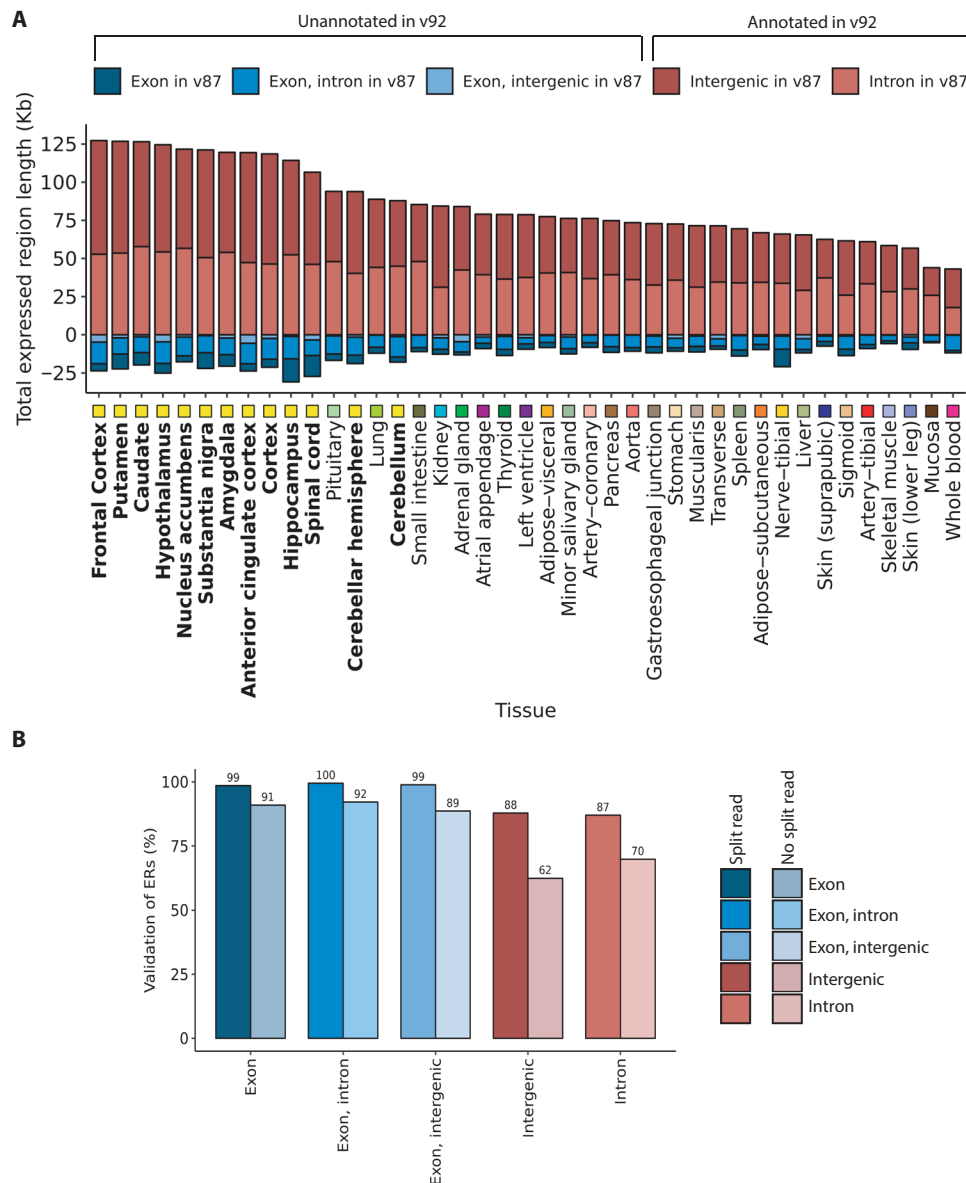 A
Unannotated in v92
Annotated in v92
Exon in v87
Exon, intron in v87
Exon, intergenic in v87
Intergenic in v87
Intron in v87
Total expressed region length (Kb)
125
100
75
50
25
0
−25
Frontal Cortex
Putamen
Caudate
Hypothalamus
Nucleus accumbens
Substantia nigra
Amygdala
Anterior cingulate cortex
Cortex
Hippocampus
Spinal cord
Pituitary
Cerebellar hemisphere
Lung
Cerebellum
Small intestine
Kidney
Adrenal gland
Atrial appendage
Thyroid
Left ventricle
Adipose−visceral
Minor salivary gland
Artery−coronary
Pancreas
Aorta
Gastroesophageal junction
Stomach
Muscularis
Transverse
Spleen
Adipose−subcutaneous
Nerve−tibial
Liver
Skin (suprapubic)
Sigmoid
Artery−tibial
Skeletal muscle
Skin (lower leg)
Mucosa
Whole blood
Tissue
B
Validation of ERs (%)
100
75
50
25
0
99
91
100
92
99
89
88
62
87
70
Exon
Exon, intron
Exon, intergenic
Intergenic
Intron
Split read
No split read
Exon
Exon, intron
Exon, intergenic
Intergenic
Intron